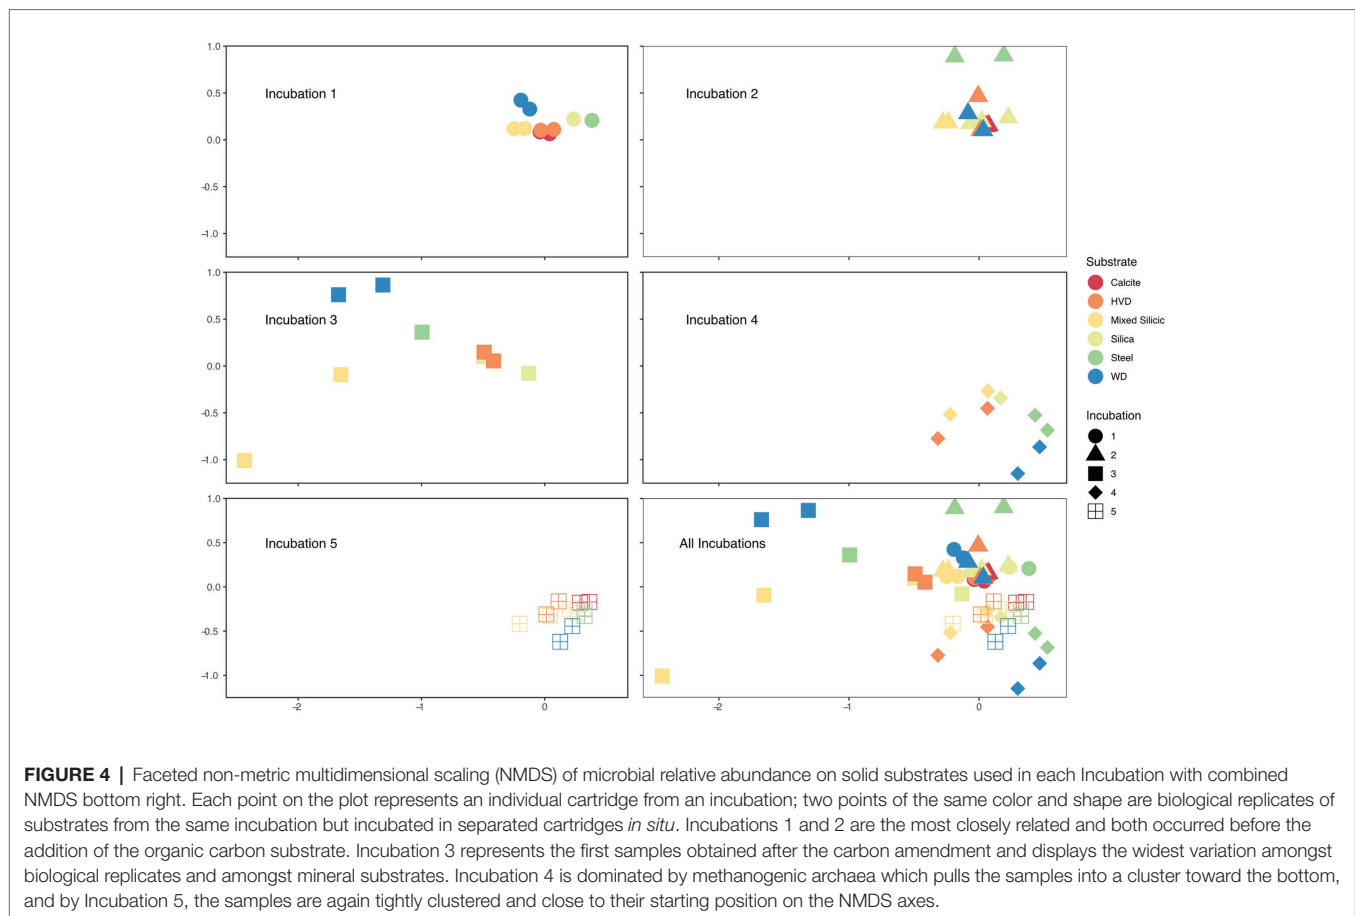 1.0
0.5
0.0
–0.5
–1.0
Incubation 1
Incubation 2
1.0
0.5
0.0
–0.5
–1.0
Incubation 3
Incubation 4
1.0
0.5
0.0
–0.5
–1.0
Incubation 5
All Incubations
–2
–1
0
–2
–1
0
Substrate
Calcite
HVD
Mixed Silicic
Silica
Steel
WD
Incubation
1
2
3
4
5
FIGURE 4 | Faceted non-metric multidimensional scaling (NMDS) of microbial relative abundance on solid substrates used in each Incubation with combined
NMDS bottom right. Each point on the plot represents an individual cartridge from an incubation; two points of the same color and shape are biological replicates of
substrates from the same incubation but incubated in separated cartridges in situ. Incubations 1 and 2 are the most closely related and both occurred before the
addition of the organic carbon substrate. Incubation 3 represents the first samples obtained after the carbon amendment and displays the widest variation amongst
biological replicates and amongst mineral substrates. Incubation 4 is dominated by methanogenic archaea which pulls the samples into a cluster toward the bottom,
and by Incubation 5, the samples are again tightly clustered and close to their starting position on the NMDS axes.